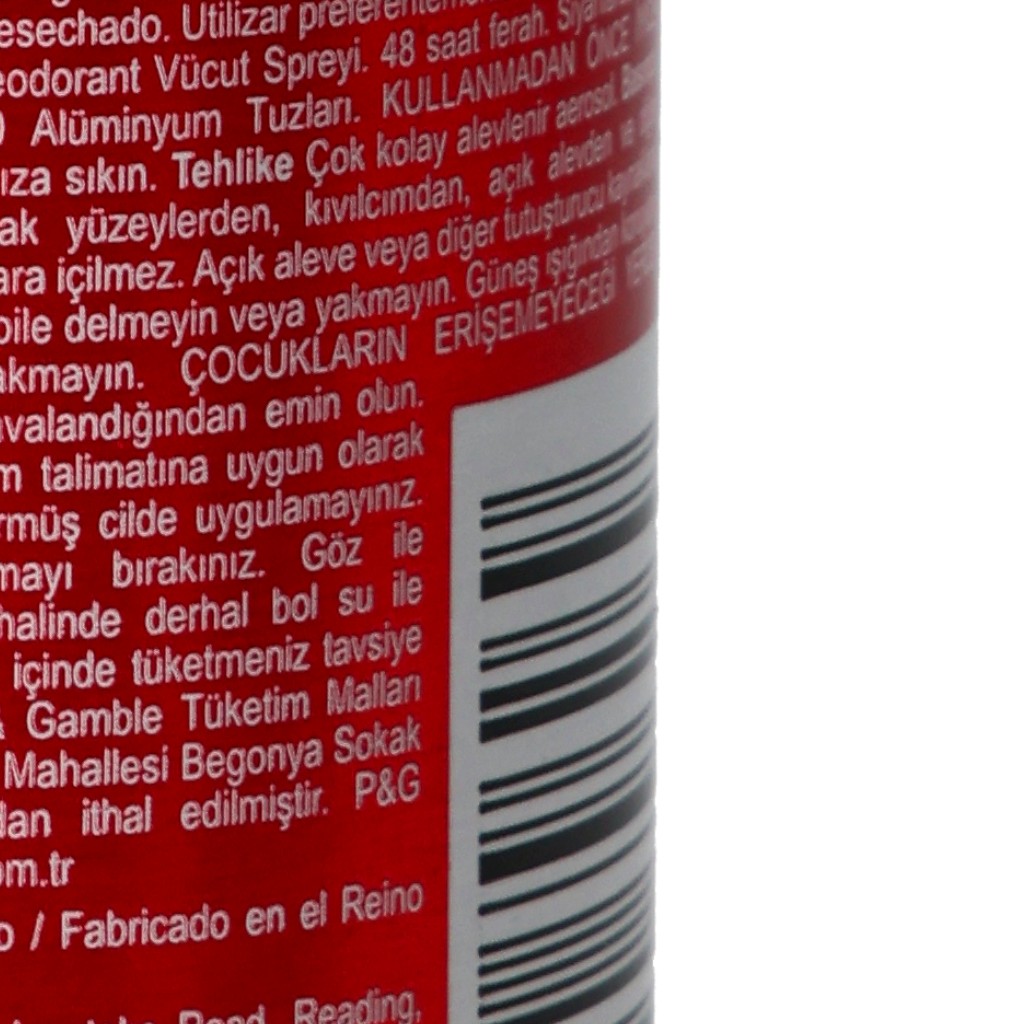 esechado. Utilizar
eodorant Vücut Spreyi. 48 saat ferah.
0 Alüminyum Tuzları. KULLANMADAN ÖNCE
ıza sıkın. Tehlike Çok kolay alevlenir aerosol.
ak yüzeylerden, kıvılcımdan, açık alevden
ara içilmez. Açık aleve veya diğer tutuşturucu
bile delmeyin veya yakmayın. Güneş ışığından
akmayın. ÇOCUKLARIN ERİŞEMEYECEĞİ
avalandığından emin olun.
m talimatına uygun olarak
rmüş cilde uygulamayınız.
mayı bırakınız. Göz ile
halinde derhal bol su ile
içinde tüketmeniz tavsiye
& Gamble Tüketim Malları
Mahallesi Begonya Sokak
dan ithal edilmiştir. P&G
om.tr
o / Fabricado en el Reino
Road, Reading,